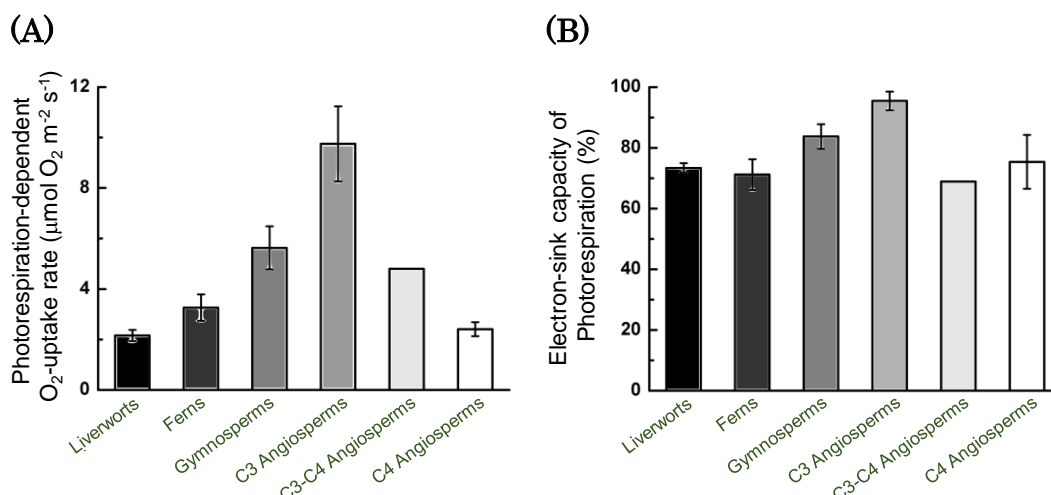 (A)
Photorespiration-dependent
O₂-uptake rate (μmol O₂ m⁻² s⁻¹)
12
8
4
0
Liverworts
Ferns
Gymnosperms
C3 Angiosperms
C3-C4 Angiosperms
C4 Angiosperms
(B)
Electron-sink capacity of
Photorespiration (%)
100
80
60
40
20
0
Liverworts
Ferns
Gymnosperms
C3 Angiosperms
C3-C4 Angiosperms
C4 Angiosperms